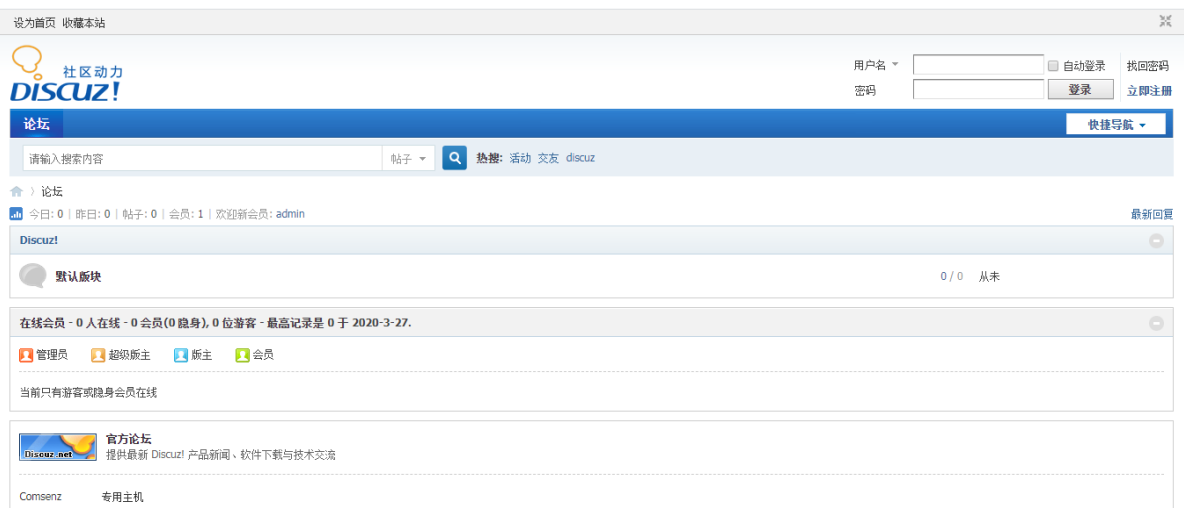 设为首页 收藏本站
社区动力
DISCUZ!
用户名 自动登录 找回密码
密码 登录 立即注册
论坛 快捷导航
请输入搜索内容 帖子 热搜: 活动 交友 discuz
论坛
今日: 0 | 昨日: 0 | 帖子: 0 | 会员: 1 | 欢迎新会员: admin 最新回复
Discuz!
默认版块 0 / 0 从未
在线会员 - 0 人在线 - 0 会员(0 隐身), 0 位游客 - 最高记录是 0 于 2020-3-27.
管理员 超级版主 版主 会员
当前只有游客或隐身会员在线
Discuz.net 官方论坛
提供最新 Discuz! 产品新闻、软件下载与技术交流
Comsenz 专用主机